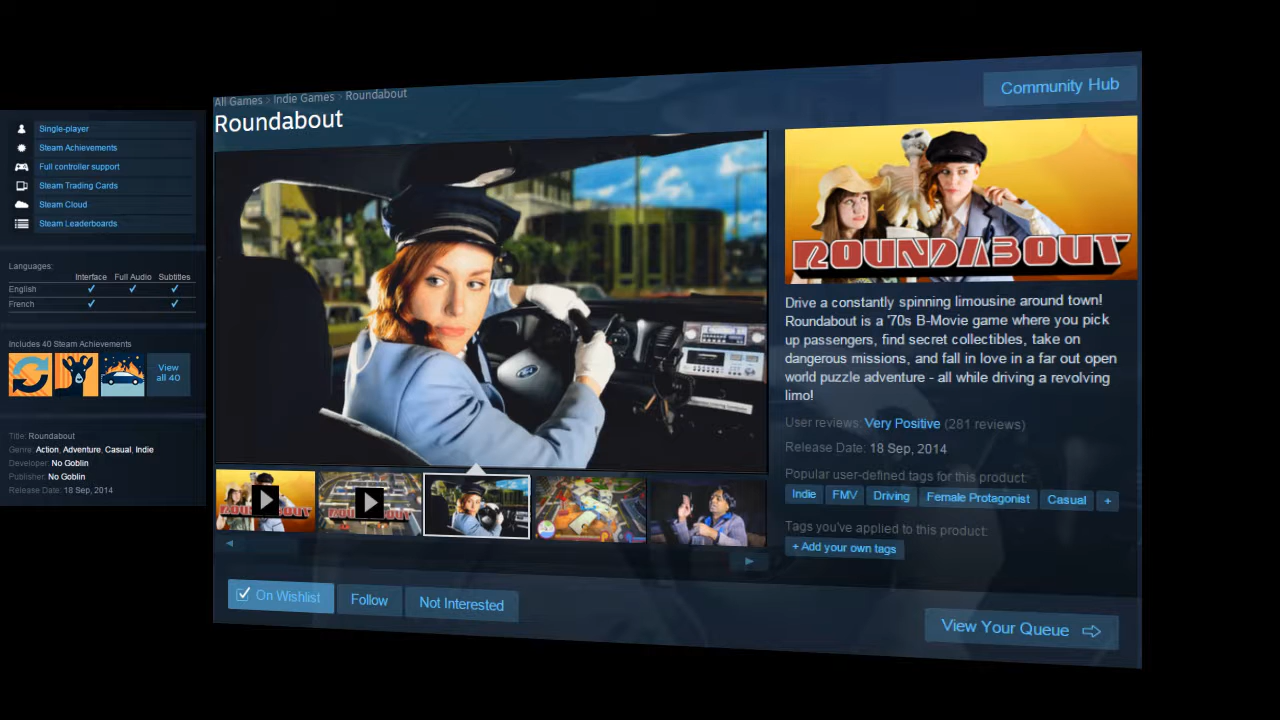 All Games > Indie Games > Roundabout
Roundabout
Community Hub
Single-player
Steam Achievements
Full controller support
Steam Trading Cards
Steam Cloud
Steam Leaderboards
Languages:
Interface Full Audio Subtitles
English ✓ ✓ ✓
French ✓ ✓
Includes 40 Steam Achievements
View
all 40
Title: Roundabout
Genre: Action, Adventure, Casual, Indie
Developer: No Goblin
Publisher: No Goblin
Release Date: 18 Sep, 2014
Ford
ROUNDABOUT
Drive a constantly spinning limousine around town!
Roundabout is a '70s B-Movie game where you pick
up passengers, find secret collectibles, take on
dangerous missions, and fall in love in a far out open
world puzzle adventure - all while driving a revolving
limo!
User reviews: Very Positive (281 reviews)
Release Date: 18 Sep, 2014
Popular user-defined tags for this product:
Indie FMV Driving Female Protagonist Casual +
Tags you've applied to this product:
+ Add your own tags
ROUNDABOUT
ROUNDABOUT
On Wishlist Follow Not Interested
View Your Queue